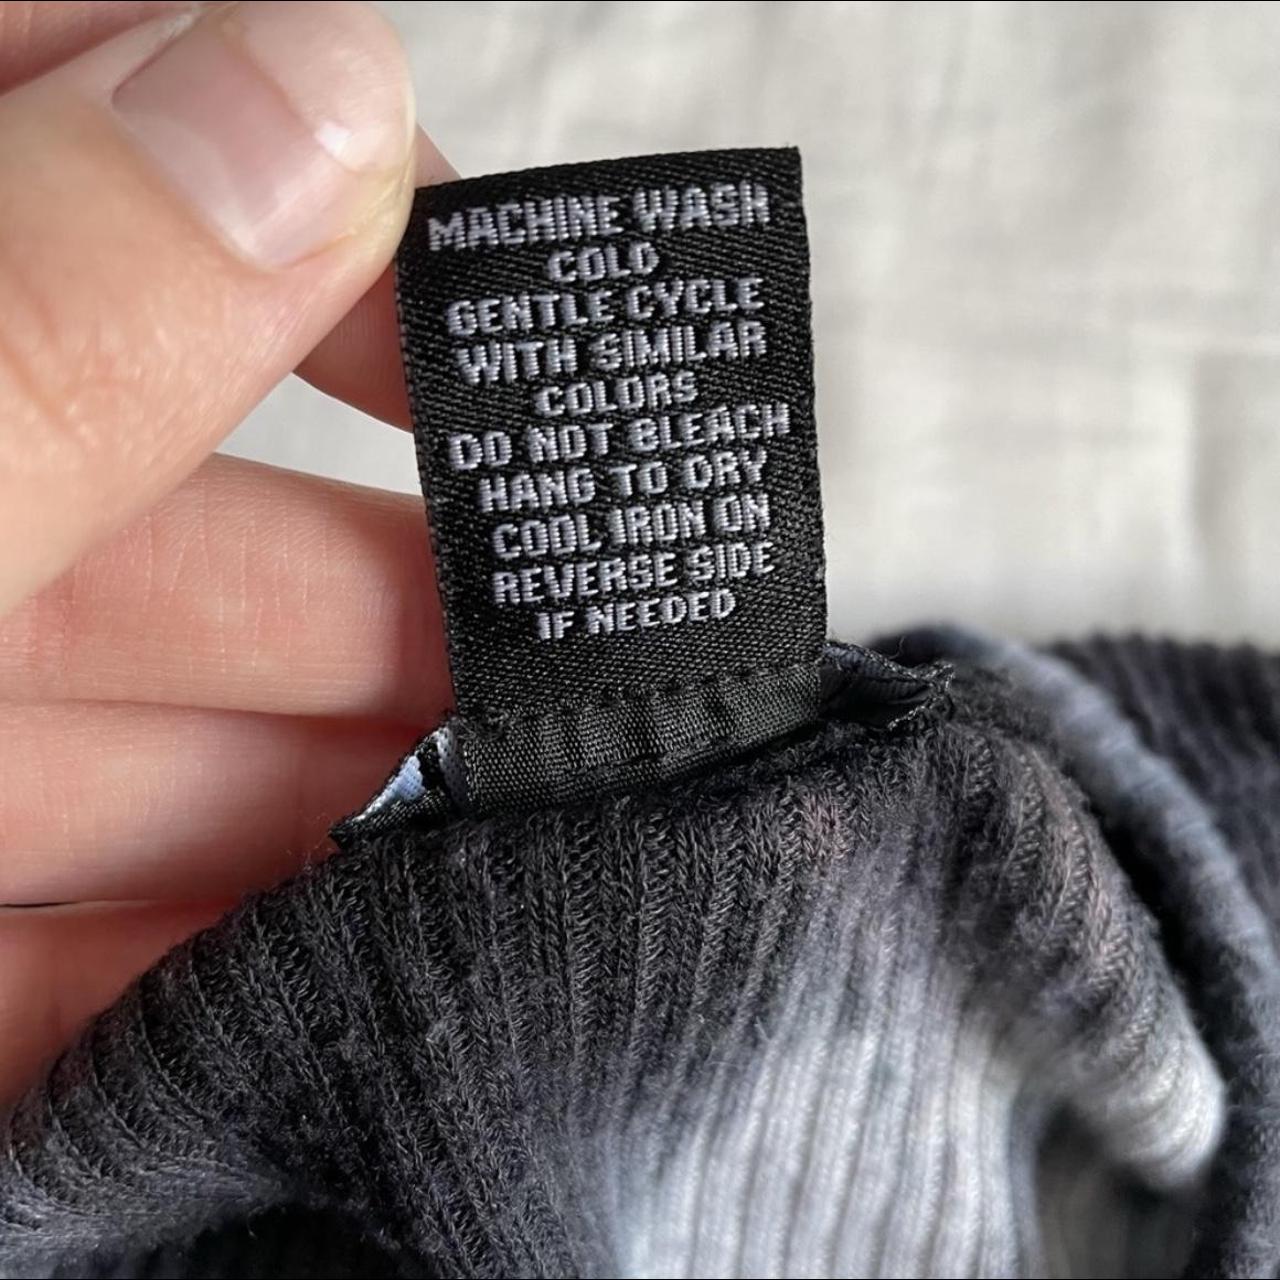 MACHINE WASH
COLD
GENTLE CYCLE
WITH SIMILAR
COLORS
DO NOT BLEACH
HANG TO DRY
COOL IRON ON
REVERSE SIDE
IF NEEDED